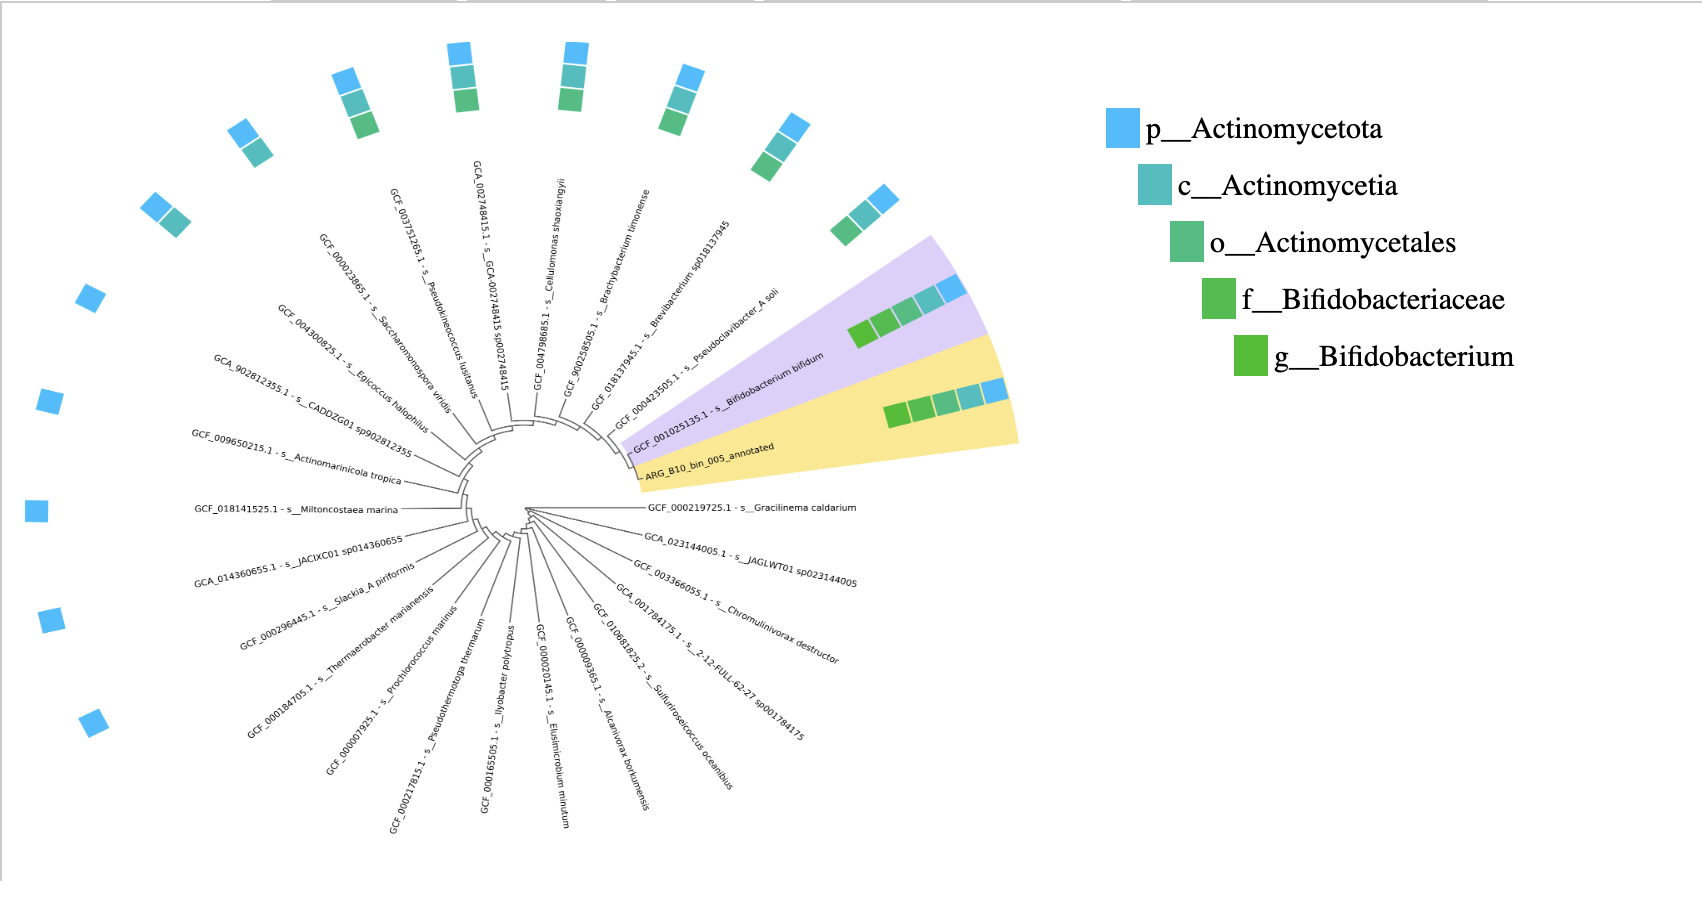 GCA_002748415.1 - s__GCA-002748415 sp002748415
GCF_004798685.1 - s__Cellulomonas shaoxiangyii
GCF_900258505.1 - s__Brachybacterium timonense
GCF_018137945.1 - s__Brevibacterium sp018137945
GCF_000423505.1 - s__Pseudoclavibacter_A soli
GCF_001025135.1 - s__Bifidobacterium bifidum
ARG_B10_bin_005_annotated
GCF_000219725.1 - s__Gracilinema caldarium
GCA_023144005.1 - s__JAGLWT01 sp023144005
GCF_003366055.1 - s__Chromulinivorax destructor
GCA_001784175.1 - s__2-12-FULL-62-27 sp001784175
GCF_010681825.2 - s__Sulfuriroseicoccus oceanibius
GCF_000009365.1 - s__Alcanivorax borkumensis
GCF_000020145.1 - s__Elusimicrobium minutum
GCF_000165505.1 - s__Ilyobacter polytropus
GCF_000217815.1 - s__Pseudothermotoga thermarum
GCF_000007925.1 - s__Prochlorococcus marinus
GCF_000184705.1 - s__Thermaerobacter marianensis
GCF_000296445.1 - s__Slackia_A piriformis
GCA_014360655.1 - s__JACIXC01 sp014360655
GCF_018141525.1 - s__Miltoncostaea marina
GCF_009650215.1 - s__Actinomarinicola tropica
GCA_902812355.1 - s__CADDZG01 sp902812355
GCF_004300825.1 - s__Egicoccus halophilus
GCF_000023865.1 - s__Saccharomonospora viridis
GCF_003751265.1 - s__Pseudokineococcus lusitanus
p__Actinomycetota
c__Actinomycetia
o__Actinomycetales
f__Bifidobacteriaceae
g__Bifidobacterium